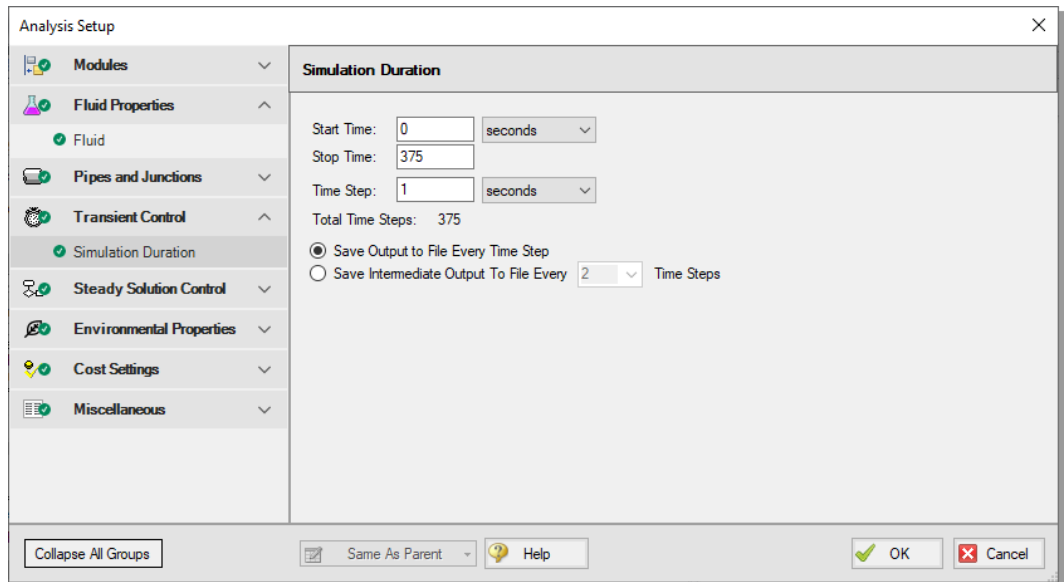 Analysis Setup
Modules
Fluid Properties
Fluid
Pipes and Junctions
Transient Control
Simulation Duration
Steady Solution Control
Environmental Properties
Cost Settings
Miscellaneous
Collapse All Groups
Simulation Duration
Start Time: 0 seconds
Stop Time: 375
Time Step: 1 seconds
Total Time Steps: 375
Save Output to File Every Time Step
Save Intermediate Output To File Every 2 Time Steps
Same As Parent
Help
OK
Cancel